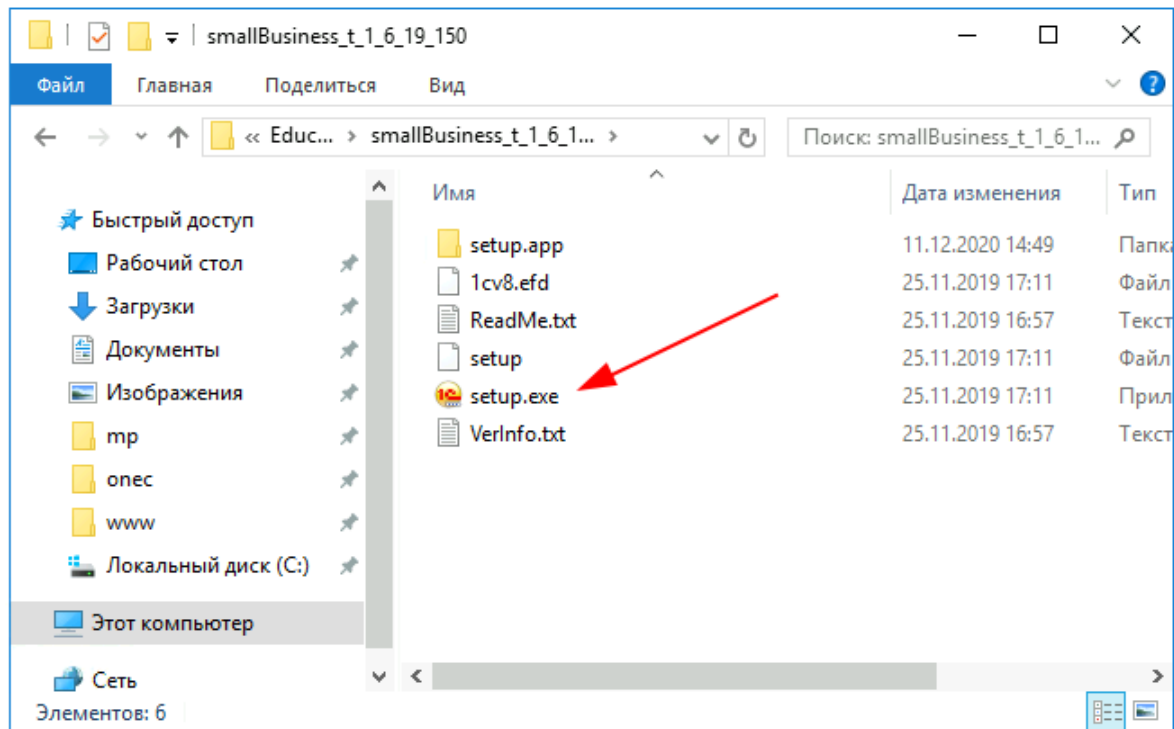 smallBusiness_t_1_6_19_150
Файл Главная Поделиться Вид
« Educ... > smallBusiness_t_1_6_1... > Поиск: smallBusiness_t_1_6_1...
Быстрый доступ
Рабочий стол
Загрузки
Документы
Изображения
mp
onec
www
Локальный диск (C:)
Этот компьютер
Сеть
Имя Дата изменения Тип
setup.app 11.12.2020 14:49 Папка
1cv8.efd 25.11.2019 17:11 Файл
ReadMe.txt 25.11.2019 16:57 Текст
setup 25.11.2019 17:11 Файл
setup.exe 25.11.2019 17:11 Прил
VerInfo.txt 25.11.2019 16:57 Текст
Элементов: 6